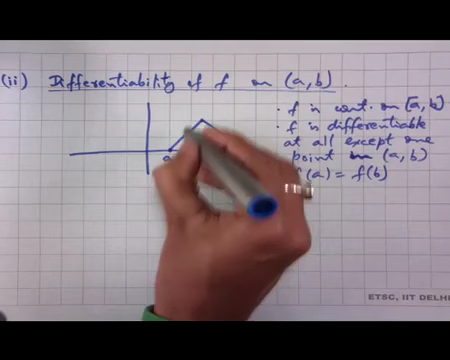 (ii) Differentiability of f on (a, b).
· f is cont. on [a, b]
· f is differentiable
at all except one
point in (a, b)
f(a) = f(b)
a
ETSC, IIT DELHI